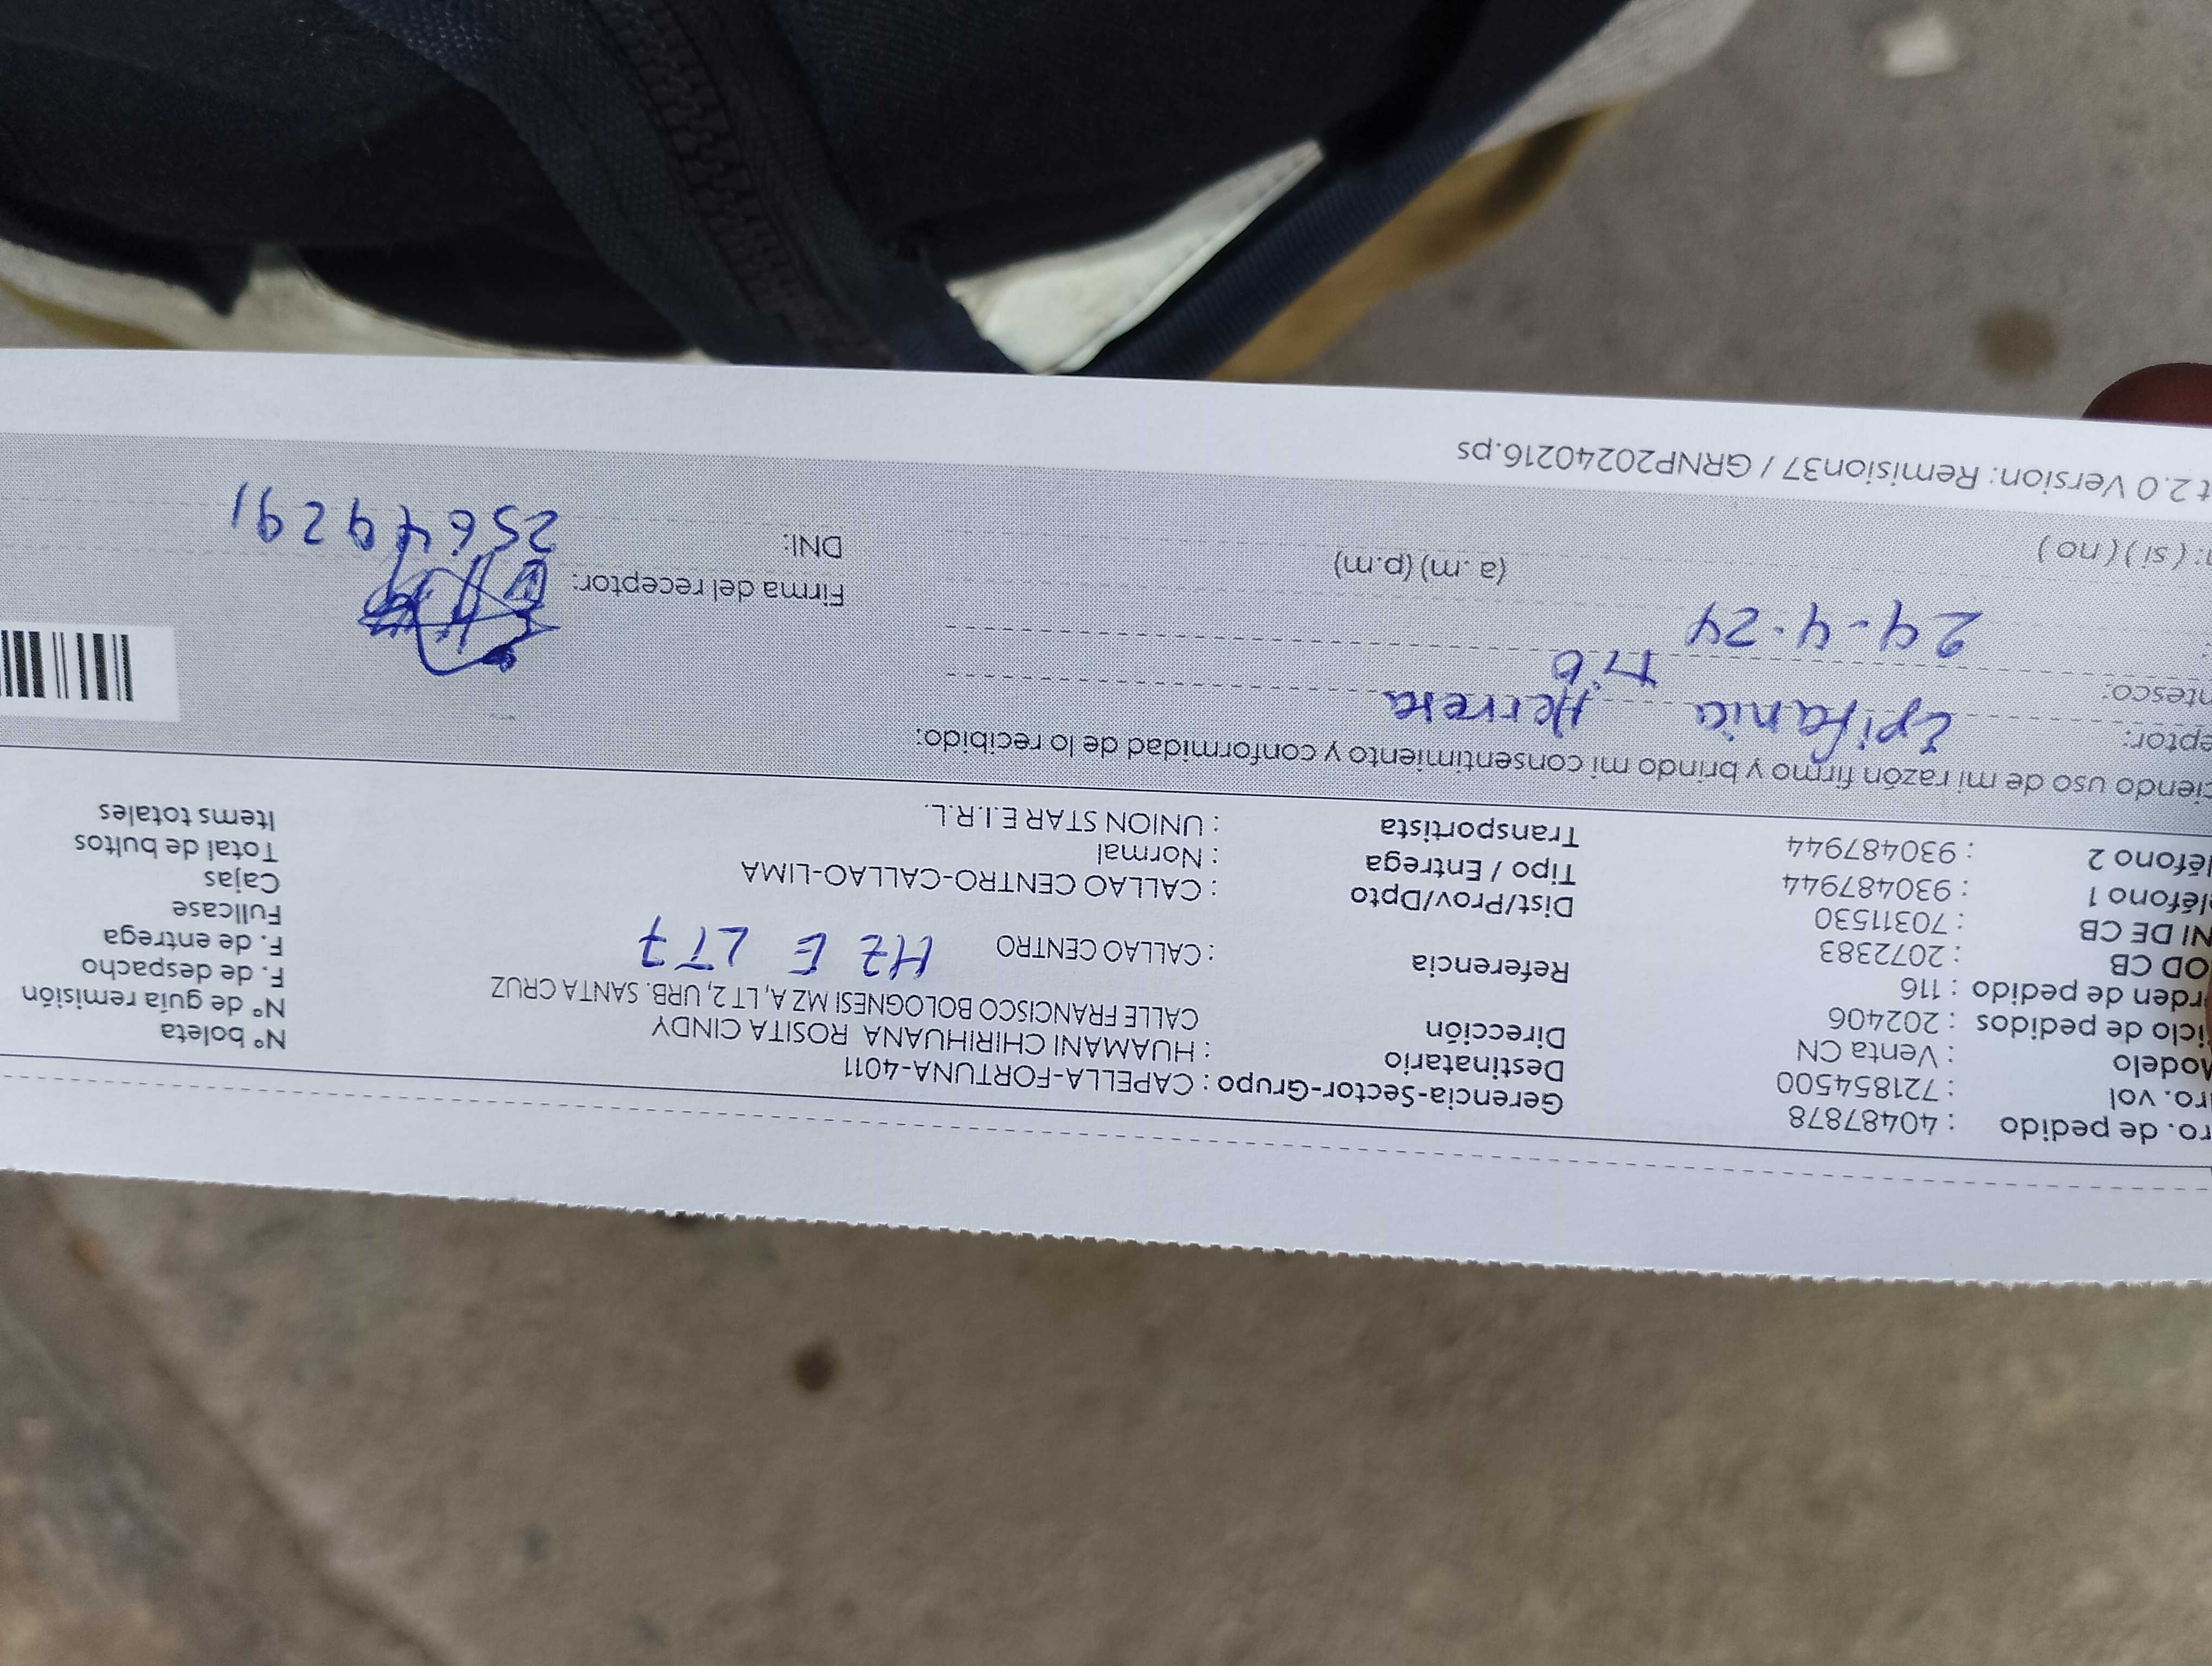 ro. de pedido : 40487878
ro. vol : 721854500
Modelo : Venta CN
iclo de pedidos : 202406
rden de pedido : 116
OD CB : 2072383
NI DE CB : 70311530
léfono 1 : 930487944
léfono 2 : 930487944
Gerencia-Sector-Grupo : CAPELLA-FORTUNA-4011
Destinatario : HUAMANI CHIRIHUANA ROSITA CINDY
Dirección CALLE FRANCISCO BOLOGNESI MZ A, LT 2, URB. SANTA CRUZ
Referencia : CALLAO CENTRO MZ E LT 7
Dist/Prov/Dpto : CALLAO CENTRO-CALLAO-LIMA
Tipo / Entrega : Normal
Transportista : UNION STAR E.I.R.L.
N° boleta
N° de guía remisión
F. de despacho
F. de entrega
Fullcase
Cajas
Total de bultos
Items totales
ciendo uso de mi razón firmo y brindo mi consentimiento y conformidad de lo recibido:
eptor: Epifania Herrera
ntesco:
24-4-24
(a.m) (p.m)
: ( si ) ( no )
Firma del receptor:
DNI: 25649291
t 2.0 Version: Remision37 / GRNP20240216.ps